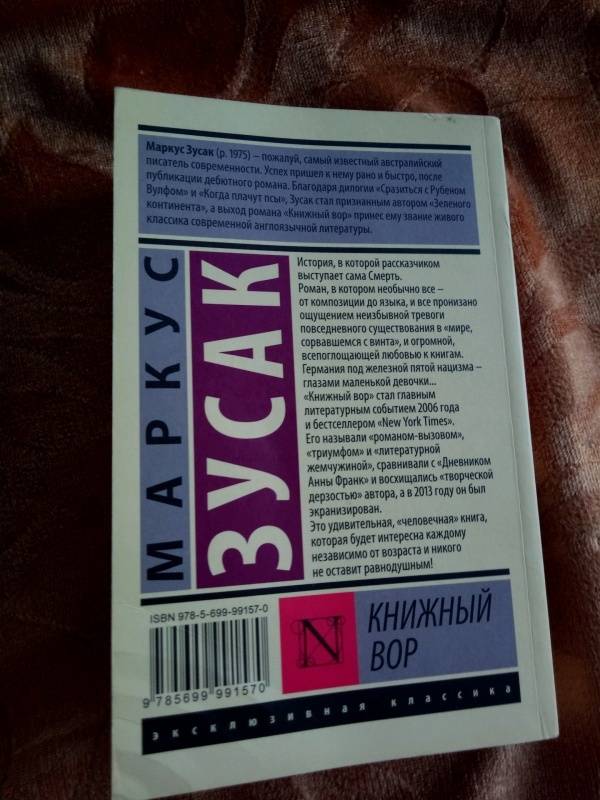 Маркус Зусак (р. 1975) – пожалуй, самый известный австралийский
писатель современности. Успех пришел к нему рано и быстро, после
публикации дебютного романа. Благодаря дилогии «Сразиться с Рубеном
Вулфом» и «Когда плачут псы», Зусак стал признанным автором «Зеленого
континента», а выход романа «Книжный вор» принес ему звание живого
классика современной англоязычной литературы.
МАРКУС
ЗУСАК
История, в которой рассказчиком
выступает сама Смерть.
Роман, в котором необычно все –
от композиции до языка, и все пронизано
ощущением неизбывной тревоги
повседневного существования в «мире,
сорвавшемся с винта», и огромной,
всепоглощающей любовью к книгам.
Германия под железной пятой нацизма –
глазами маленькой девочки...
«Книжный вор» стал главным
литературным событием 2006 года
и бестселлером «New York Times».
Его называли «романом-вызовом»,
«триумфом» и «литературной
жемчужиной», сравнивали с «Дневником
Анны Франк» и восхищались «творческой
дерзостью» автора, а в 2013 году он был
экранизирован.
Это удивительная, «человечная» книга,
которая будет интересна каждому
независимо от возраста и никого
не оставит равнодушным!
ISBN 978-5-699-99157-0
9 785699 991570
N
КНИЖНЫЙ
ВОР
эксклюзивная классика